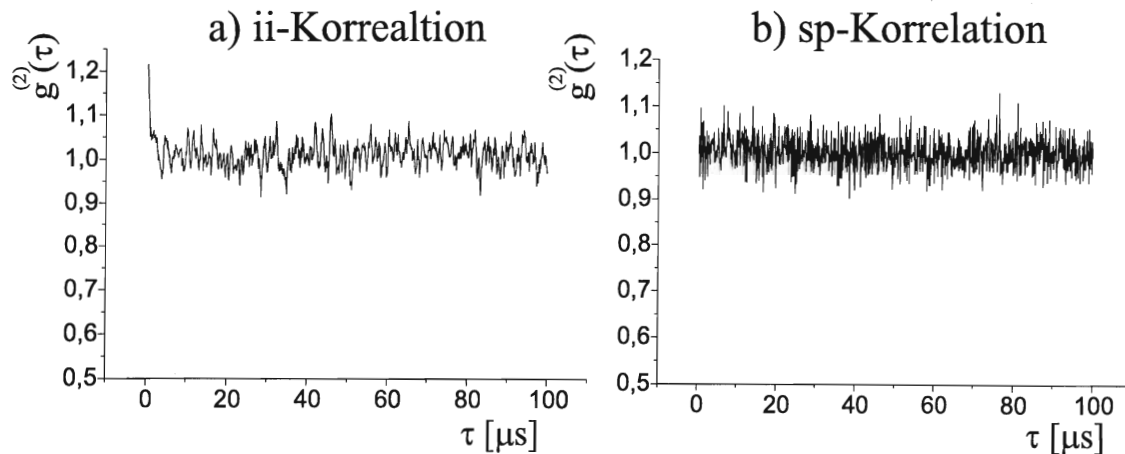 a) ii-Korrealtion
g⁽²⁾(τ)
1,2
1,1
1,0
0,9
0,8
0,7
0,6
0,5
0 20 40 60 80 100
τ [μs]
b) sp-Korrelation
g⁽²⁾(τ)
1,2
1,1
1,0
0,9
0,8
0,7
0,6
0,5
0 20 40 60 80 100
τ [μs]